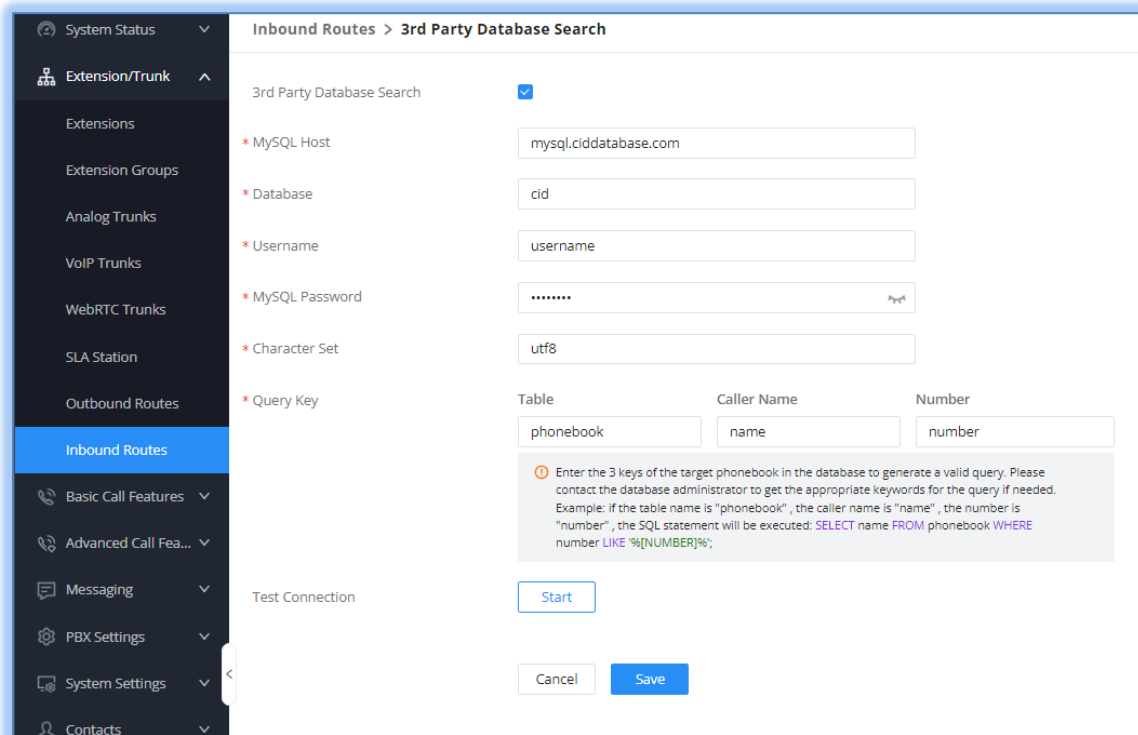 System Status
Extension/Trunk
Extensions
Extension Groups
Analog Trunks
VoIP Trunks
WebRTC Trunks
SLA Station
Outbound Routes
Inbound Routes
Basic Call Features
Advanced Call Fea...
Messaging
PBX Settings
System Settings
Contacts
Inbound Routes > 3rd Party Database Search
3rd Party Database Search
* MySQL Host mysql.ciddatabase.com
* Database cid
* Username username
* MySQL Password ••••••••
* Character Set utf8
* Query Key Table Caller Name Number
phonebook name number
Enter the 3 keys of the target phonebook in the database to generate a valid query. Please
contact the database administrator to get the appropriate keywords for the query if needed.
Example: if the table name is "phonebook" , the caller name is "name" , the number is
"number" , the SQL statement will be executed: SELECT name FROM phonebook WHERE
number LIKE '%[NUMBER]%';
Test Connection Start
Cancel Save